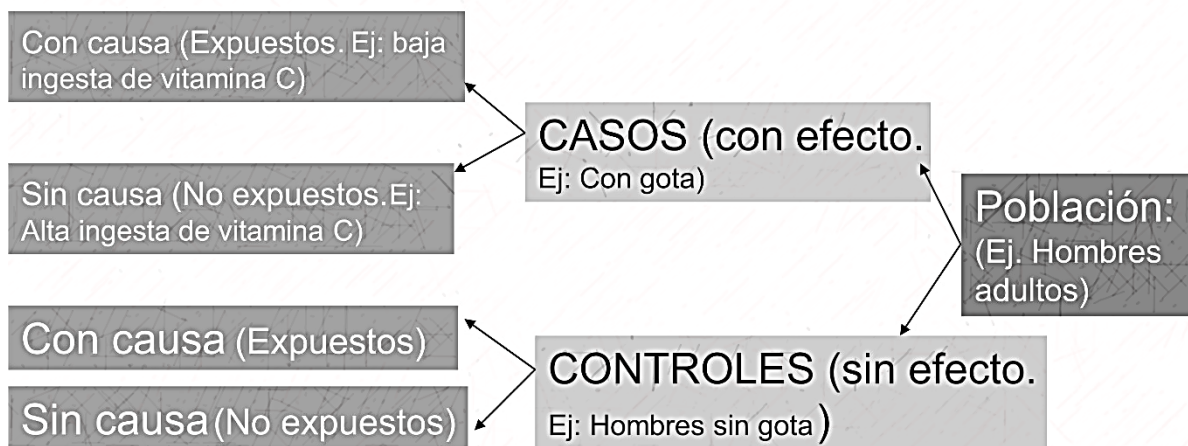 Con causa (Expuestos. Ej: baja
ingesta de vitamina C)
Sin causa (No expuestos.Ej:
Alta ingesta de vitamina C)
CASOS (con efecto.
Ej: Con gota)
Población:
(Ej. Hombres
adultos)
Con causa (Expuestos)
Sin causa (No expuestos)
CONTROLES (sin efecto.
Ej: Hombres sin gota )